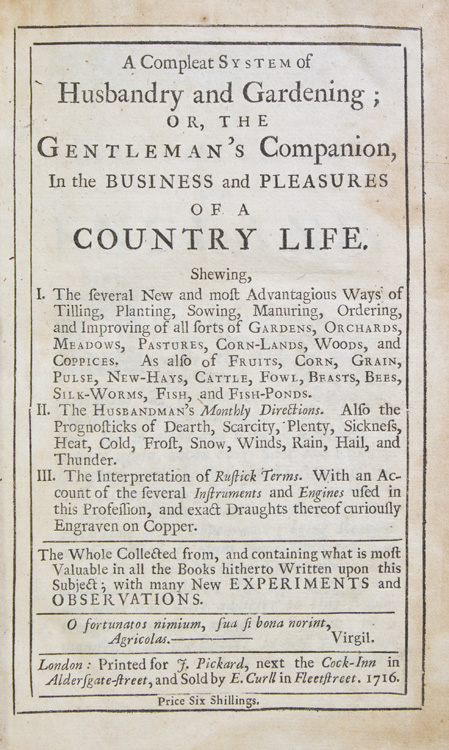 A Compleat SYSTEM of
Husbandry and Gardening ;
OR, THE
GENTLEMAN's Companion,
In the BUSINESS and PLEASURES
OF A
COUNTRY LIFE.
Shewing,
I. The ſeveral New and moſt Advantagious Ways of
Tilling, Planting, Sowing, Manuring, Ordering,
and Improving of all ſorts of GARDENS, ORCHARDS,
MEADOWS, PASTURES, CORN-LANDS, WOODS, and
COPPICES. As alſo of FRUITS, CORN, GRAIN,
PULSE, NEW-HAYS, CATTLE, FOWL, BEASTS, BEES,
SILK-WORMS, FISH, and FISH-PONDS.
II. The HUSBANDMAN's Monthly Directions. Alſo the
Prognoſticks of Dearth, Scarcity, Plenty, Sickneſs,
Heat, Cold, Froſt, Snow, Winds, Rain, Hail, and
Thunder.
III. The Interpretation of Ruſtick Terms. With an Ac-
count of the ſeveral Inſtruments and Engines uſed in
this Profeſſion, and exact Draughts thereof curiouſly
Engraven on Copper.
The Whole Collected from, and containing what is moſt
Valuable in all the Books hitherto Written upon this
Subject; with many New EXPERIMENTS and
OBSERVATIONS.
O fortunatos nimium, ſua ſi bona norint,
Agricolas.———— Virgil.
London: Printed for J. Pickard, next the Cock-Inn in
Alderſgate-ſtreet, and Sold by E. Curll in Fleetſtreet. 1716.
Price Six Shillings.